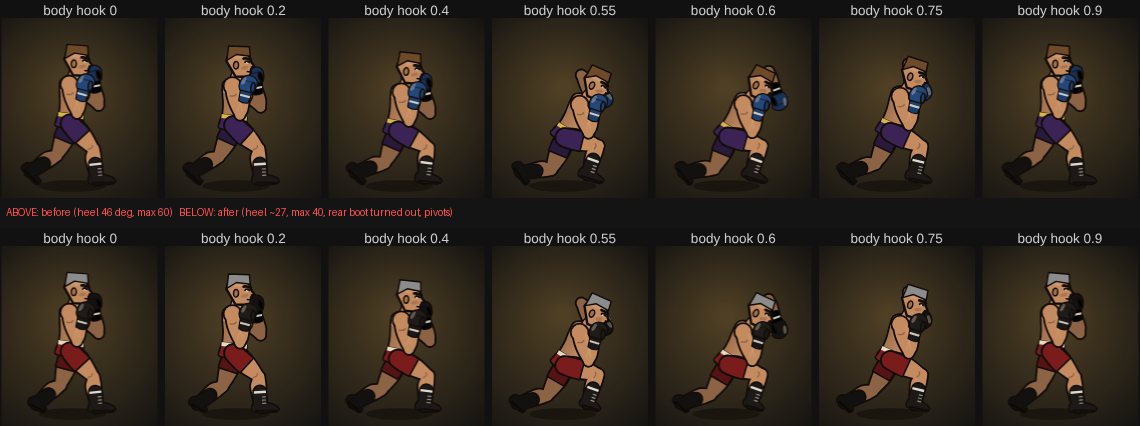 body hook 0 body hook 0.2 body hook 0.4 body hook 0.55 body hook 0.6 body hook 0.75 body hook 0.9
ABOVE: before (heel 46 deg, max 60) BELOW: after (heel ~27, max 40, rear boot turned out, pivots)
body hook 0 body hook 0.2 body hook 0.4 body hook 0.55 body hook 0.6 body hook 0.75 body hook 0.9